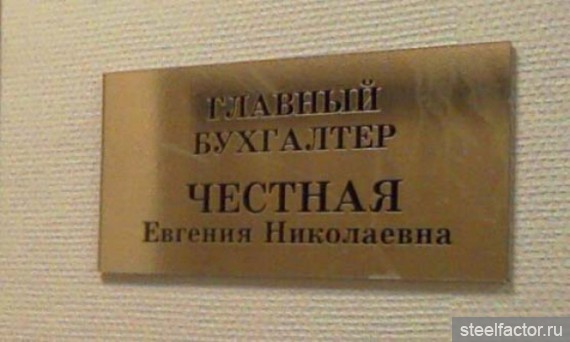 ГЛАВНЫЙ
БУХГАЛТЕР
ЧЕСТНАЯ
Евгения Николаевна
steelfactor.ru